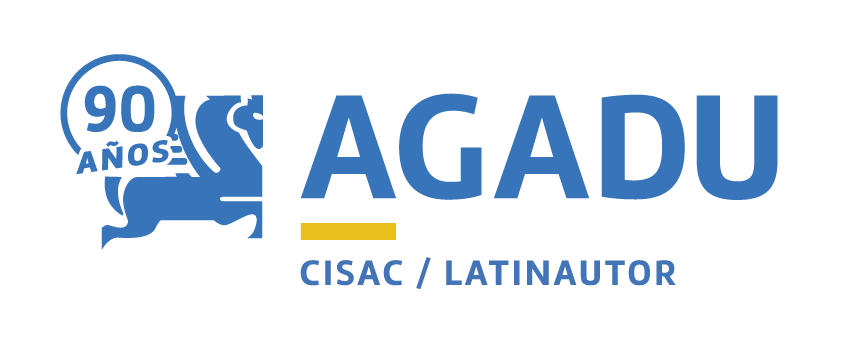 90
AÑOS
AGADU
CISAC / LATINAUTOR